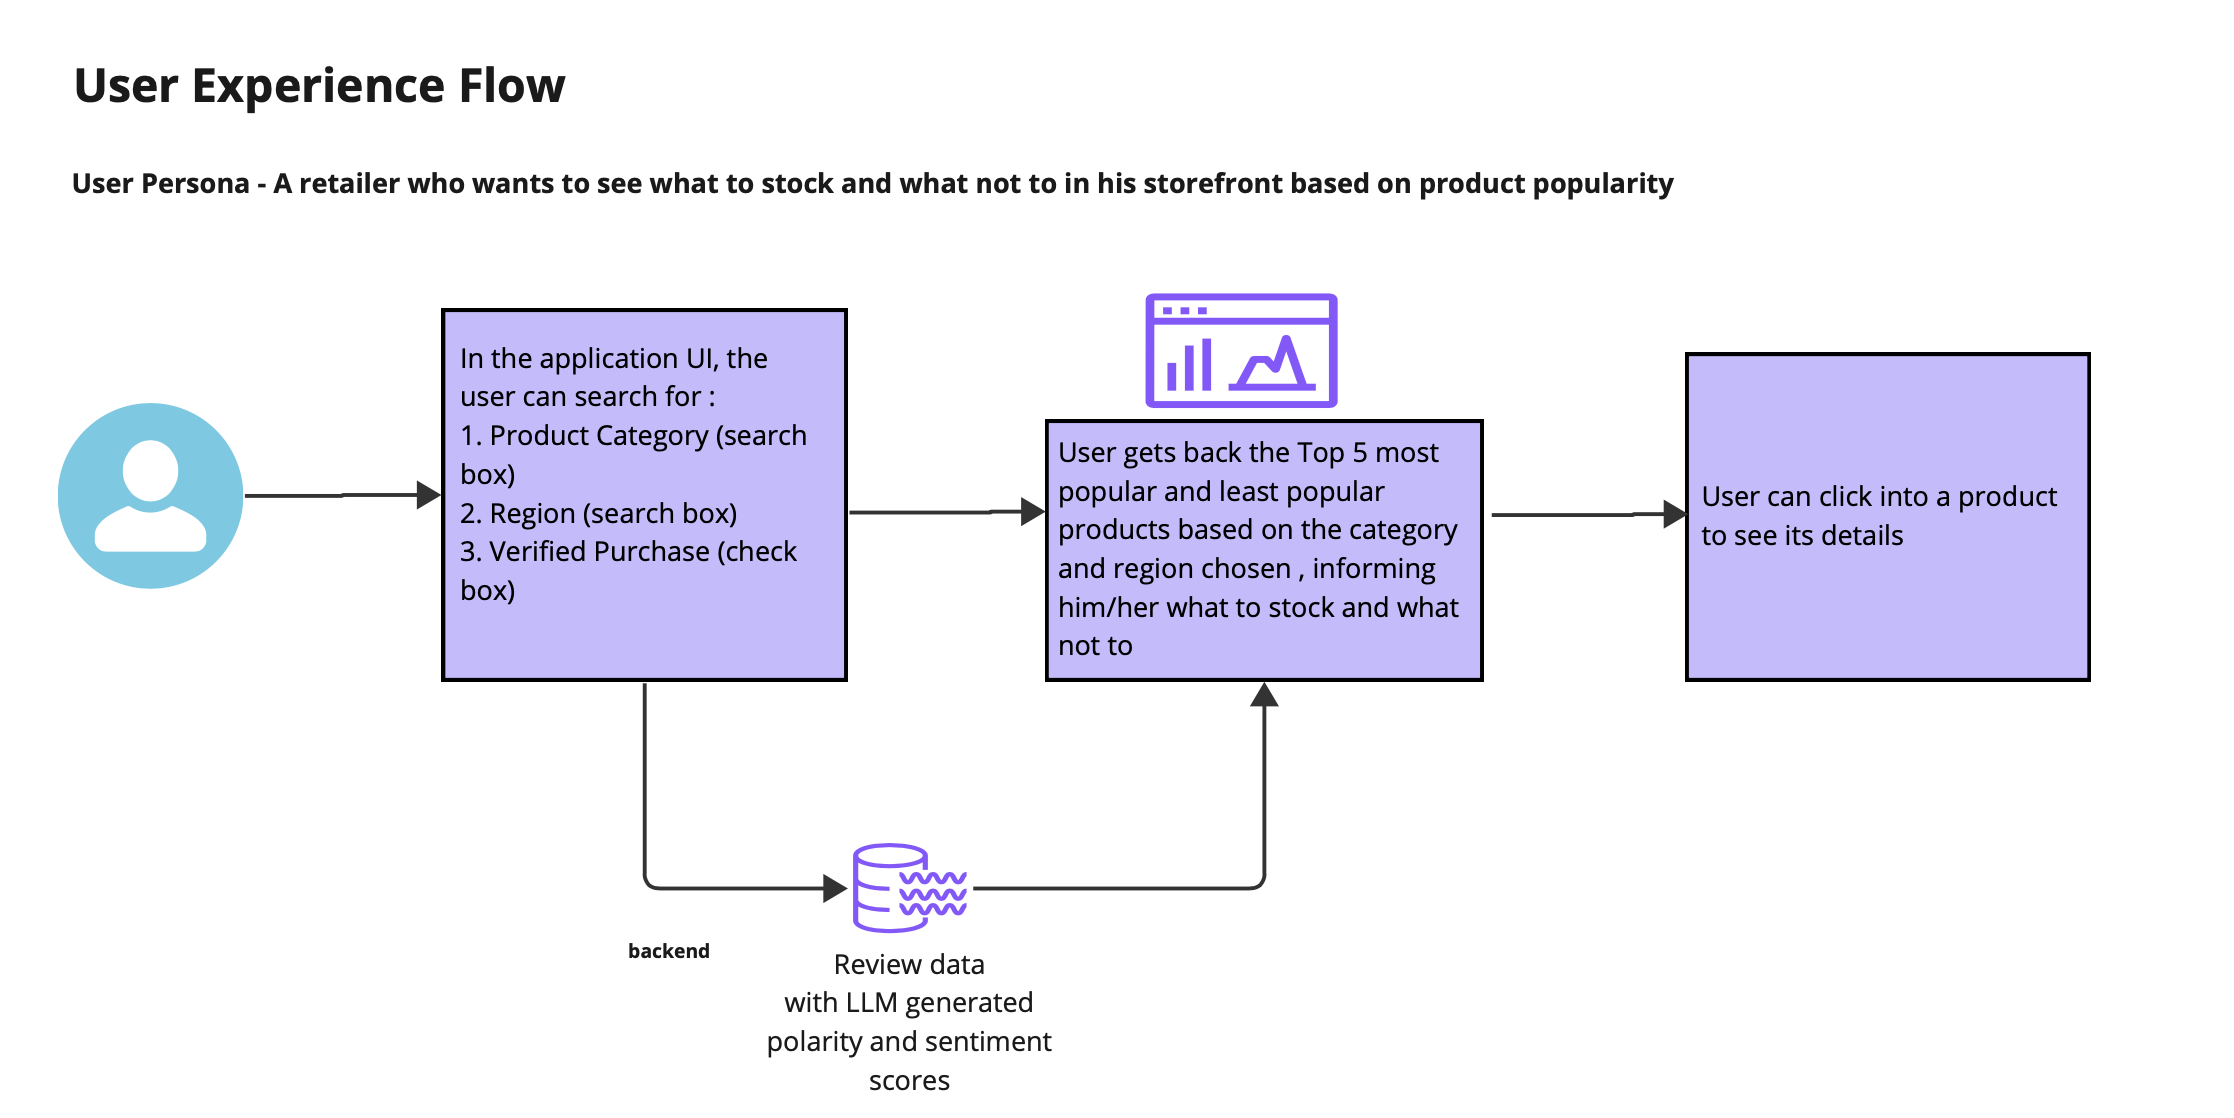 User Experience Flow
User Persona - A retailer who wants to see what to stock and what not to in his storefront based on product popularity
In the application UI, the
user can search for :
1. Product Category (search
box)
2. Region (search box)
3. Verified Purchase (check
box)
User gets back the Top 5 most
popular and least popular
products based on the category
and region chosen , informing
him/her what to stock and what
not to
User can click into a product
to see its details
backend
Review data
with LLM generated
polarity and sentiment
scores